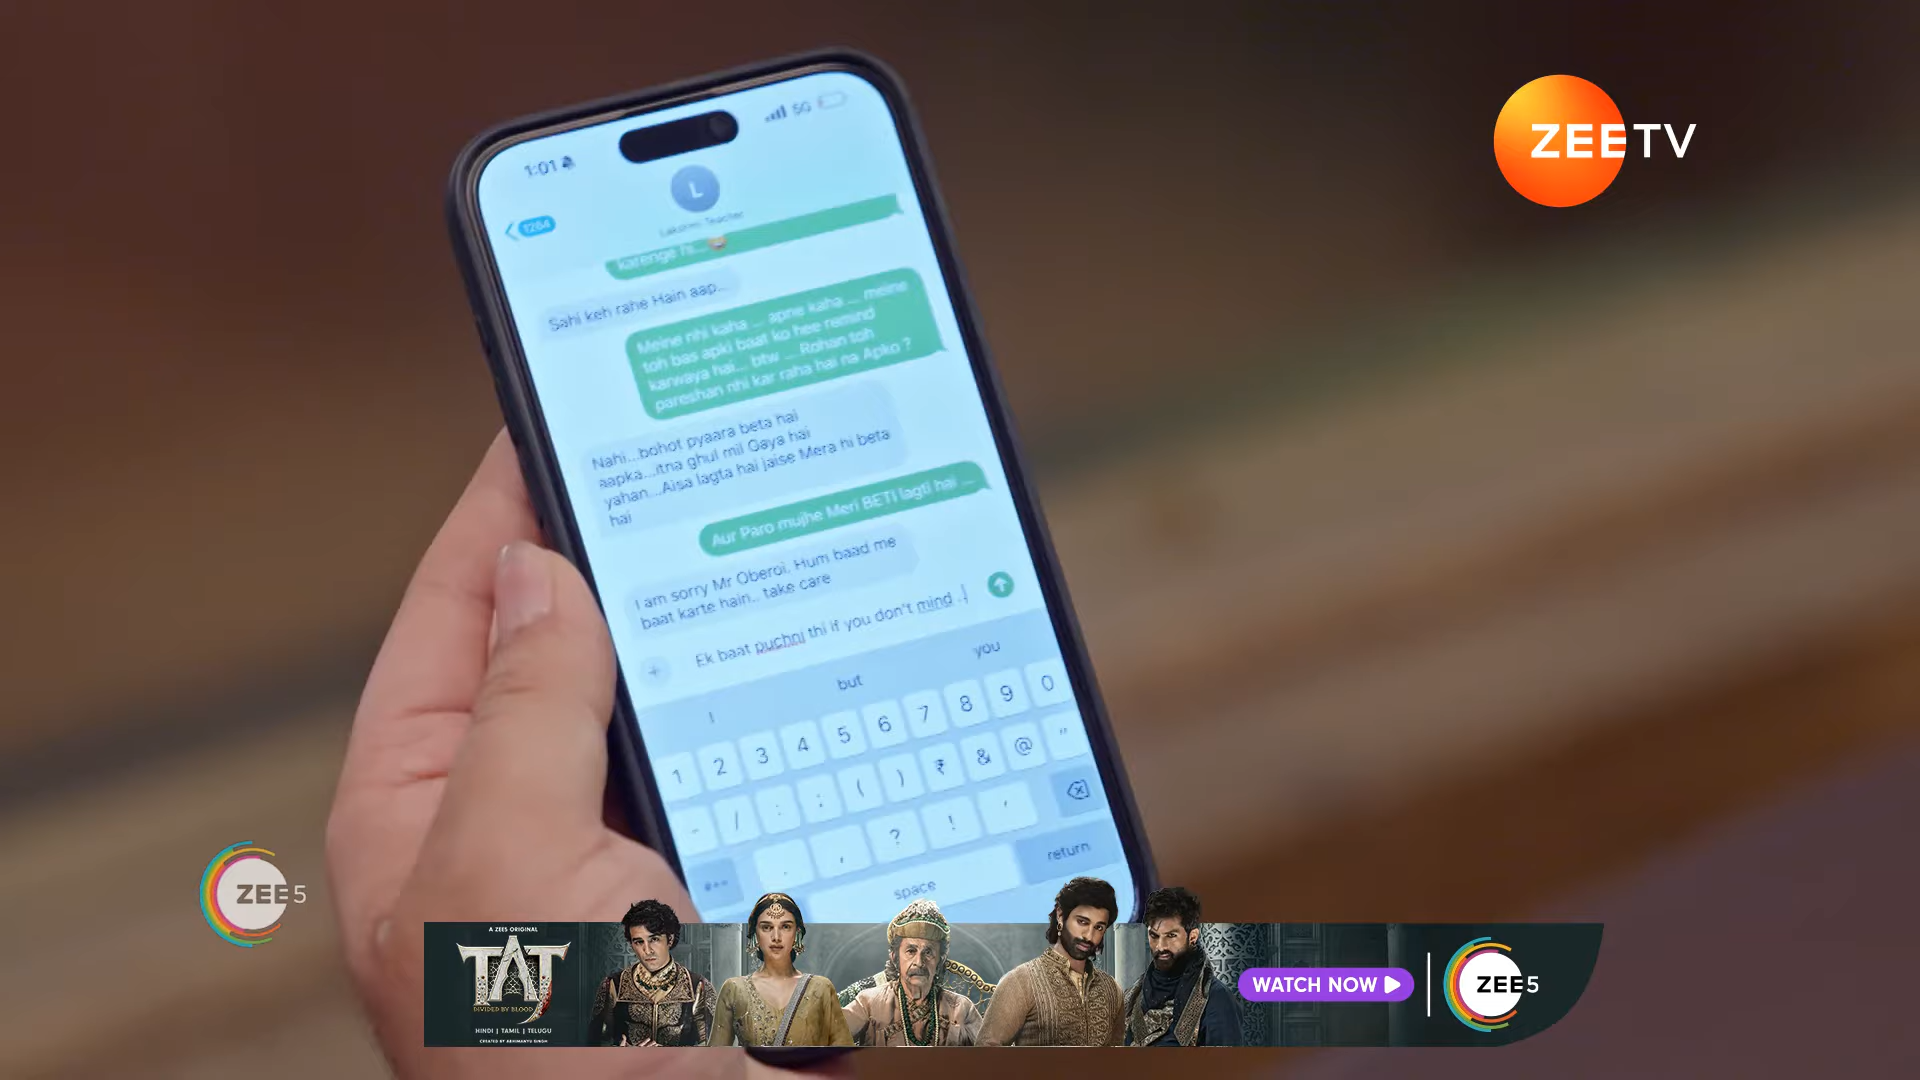 ZEETV
1:01
5G
1264
L
Lakshmi Teacher
karenge hi...
Sahi keh rahe Hain aap...
Meine nhi kaha ... apne kaha ... meine
toh bas apki baat ko hee remind
karwaya hai... btw ... Rohan toh
pareshan nhi kar raha hai na Apko ?
Nahi...bohot pyaara beta hai
aapka...itna ghul mil Gaya hai
yahan...Aisa lagta hai jaise Mera hi beta
hai
Aur Paro mujhe Meri BETI lagti hai ...
I am sorry Mr Oberoi. Hum baad me
baat karte hain.. take care
Ek baat puchni thi if you don't mind ..
+
I but you
1 2 3 4 5 6 7 8 9 0
- / : ; ( ) ₹ & @ "
. , ? ! '
#+=
space return
ZEE5
A ZEE5 ORIGINAL
TAJ
DIVIDED BY BLOOD
HINDI | TAMIL | TELUGU
CREATED BY ABHIMANYU SINGH
WATCH NOW
ZEE5